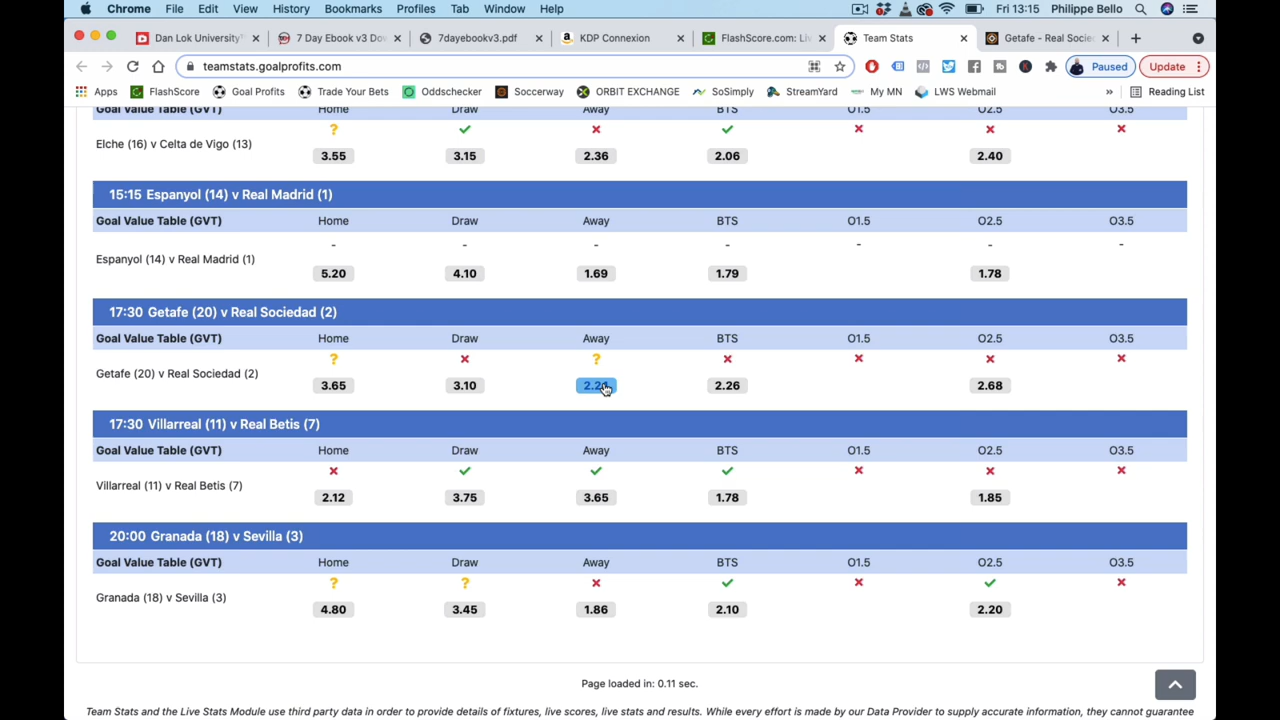 Chrome File Edit View History Bookmarks Profiles Tab Window Help Fri 13:15 Philippe Bello
Dan Lok University FlashScore.com: Li 7 Day Ebook v3 Do 7dayebookv3.pdf KDP Connexion Team Stats Getafe - Real Socie
teamstats.goalprofits.com Paused Update
Apps FlashScore Goal Profits Trade Your Bets Oddschecker Soccerway ORBIT EXCHANGE SoSimply StreamYard My MN LWS Webmail » Reading List
Goal Value Table (GVT) Home Draw Away BTS O1.5 O2.5 O3.5
?
Elche (16) v Celta de Vigo (13)
3.55 3.15 2.36 2.06 2.40
15:15 Espanyol (14) v Real Madrid (1)
Goal Value Table (GVT) Home Draw Away BTS O1.5 O2.5 O3.5
- - - - - - -
Espanyol (14) v Real Madrid (1)
5.20 4.10 1.69 1.79 1.78
17:30 Getafe (20) v Real Sociedad (2)
Goal Value Table (GVT) Home Draw Away BTS O1.5 O2.5 O3.5
? ?
Getafe (20) v Real Sociedad (2)
3.65 3.10 2.26 2.68
17:30 Villarreal (11) v Real Betis (7)
Goal Value Table (GVT) Home Draw Away BTS O1.5 O2.5 O3.5
Villarreal (11) v Real Betis (7)
2.12 3.75 3.65 1.78 1.85
20:00 Granada (18) v Sevilla (3)
Goal Value Table (GVT) Home Draw Away BTS O1.5 O2.5 O3.5
? ?
Granada (18) v Sevilla (3)
4.80 3.45 1.86 2.10 2.20
Page loaded in: 0.11 sec.
Team Stats and the Live Stats Module use third party data in order to provide details of fixtures, live scores, live stats and results. While every effort is made by our Data Provider to supply accurate information, they cannot guarantee